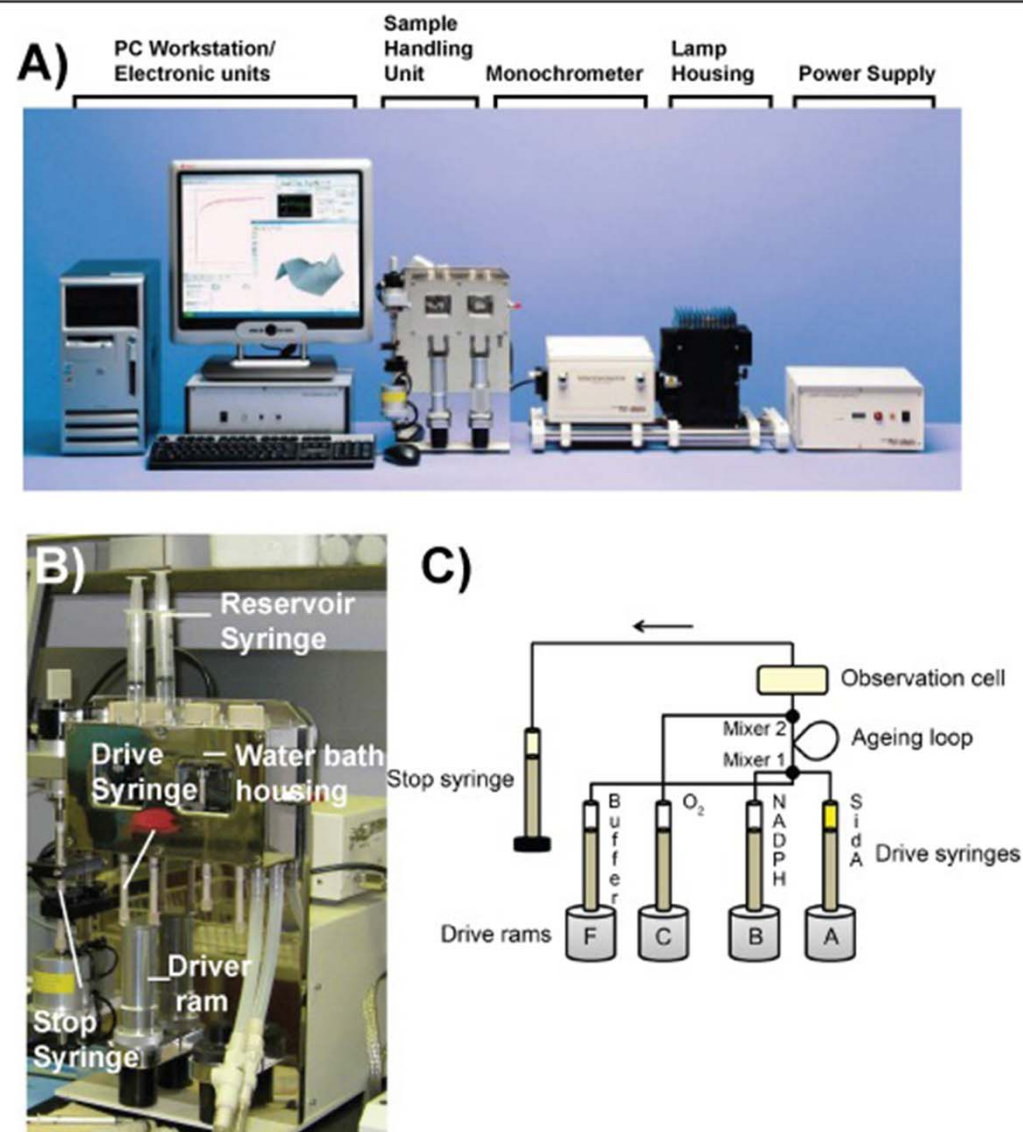 A)
PC Workstation/
Electronic units
Sample
Handling
Unit
Monochrometer
Lamp
Housing
Power Supply
B)
Reservoir
Syringe
Drive
Syringe
Water bath
housing
Driver
ram
Stop
Syringe
C)
Observation cell
Mixer 2
Ageing loop
Mixer 1
Stop syringe
Buffer
O2
NADPH
SidA
Drive syringes
Drive rams
F
C
B
A